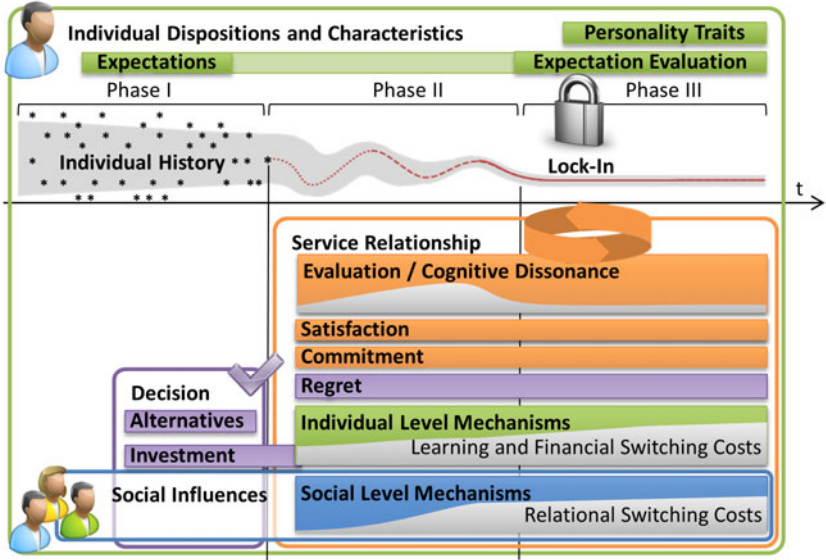 Individual Dispositions and Characteristics
Personality Traits
Expectations
Expectation Evaluation
Phase I
Phase II
Phase III
Individual History
Lock-In
t
Service Relationship
Evaluation / Cognitive Dissonance
Satisfaction
Commitment
Regret
Decision
Alternatives
Individual Level Mechanisms
Learning and Financial Switching Costs
Investment
Social Influences
Social Level Mechanisms
Relational Switching Costs